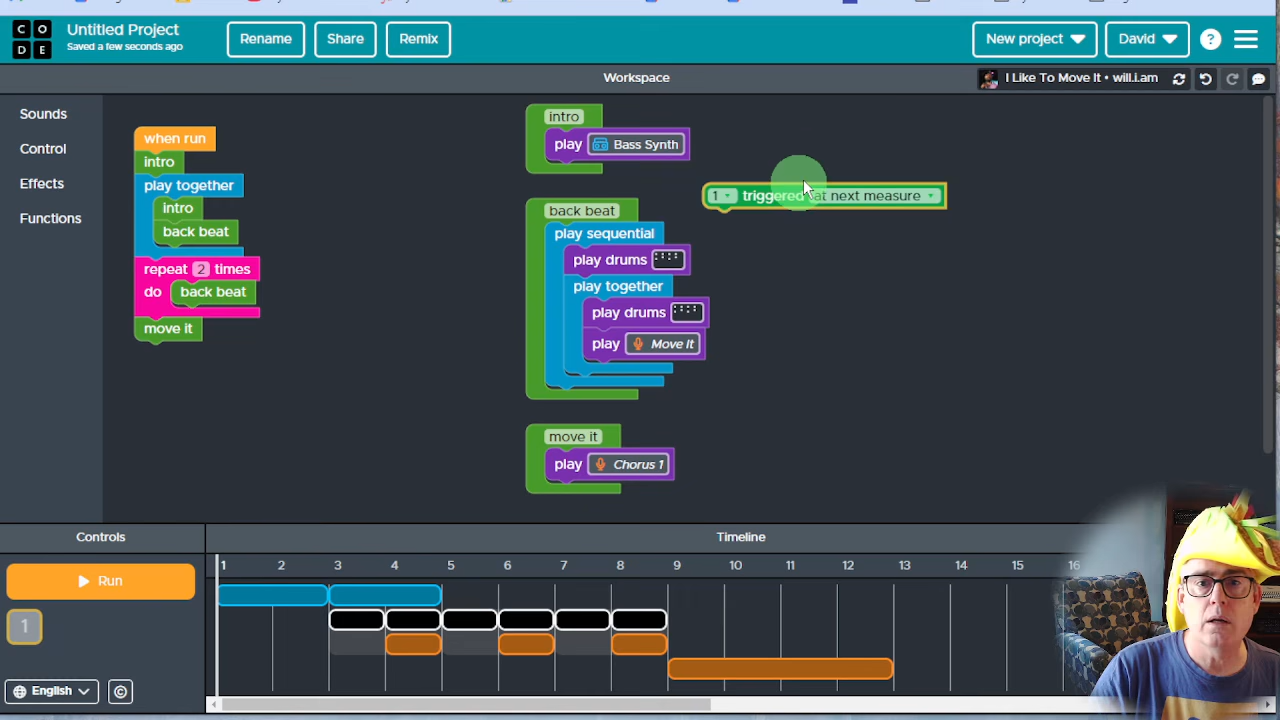 CODE
Untitled Project
Saved a few seconds ago
Rename
Share
Remix
New project
David
?
Workspace
I Like To Move It • will.i.am
Sounds
Control
Effects
Functions
when run
intro
play together
intro
back beat
repeat 2 times
do back beat
move it
intro
play Bass Synth
back beat
play sequential
play drums
play together
play drums
play Move It
move it
play Chorus 1
1 triggered at next measure
Controls
Timeline
Run
1
English
©
1 2 3 4 5 6 7 8 9 10 11 12 13 14 15 16